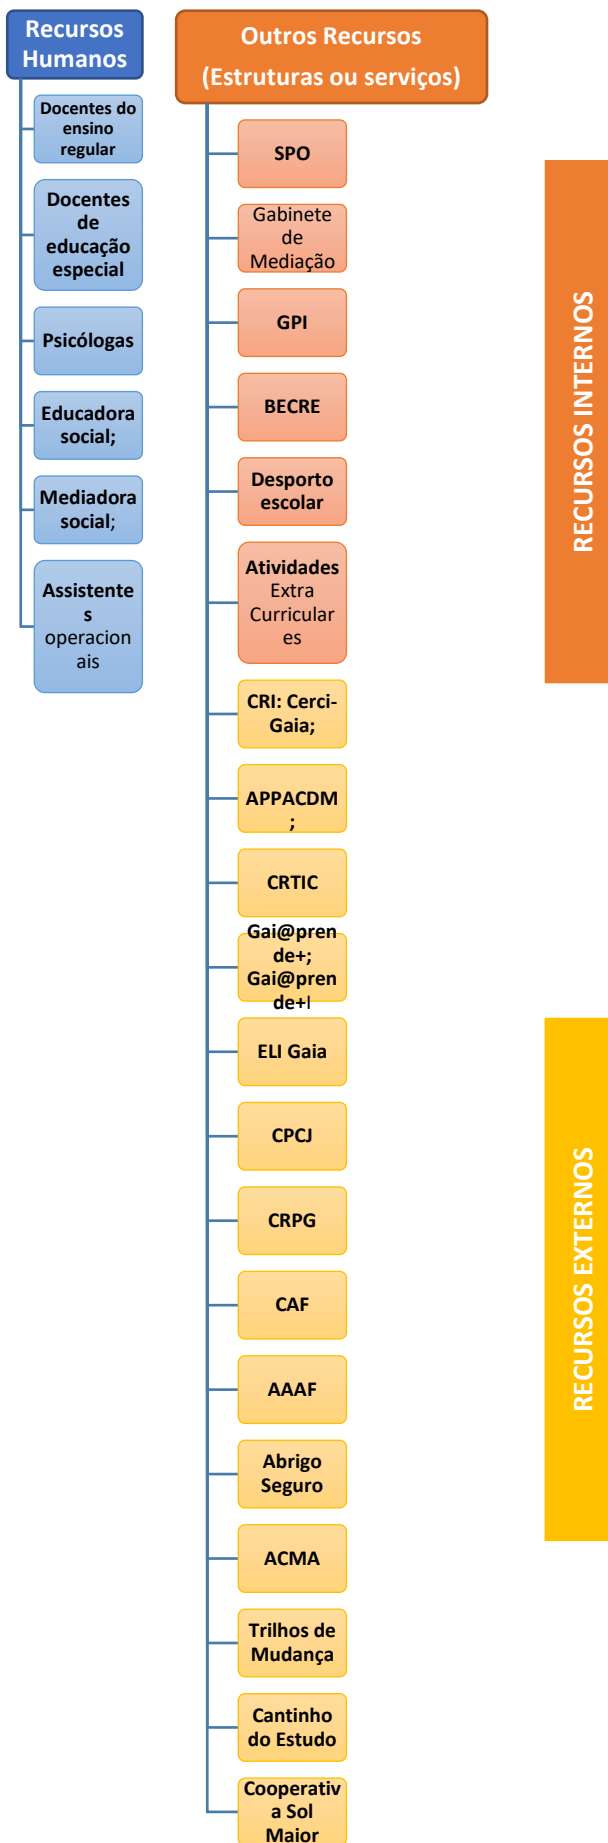 Recursos
Humanos
Docentes do
ensino
regular
Docentes
de
educação
especial
Psicólogas
Educadora
social;
Mediadora
social;
Assistente
s
operacion
ais
Outros Recursos
(Estruturas ou serviços)
SPO
Gabinete
de
Mediação
GPI
BECRE
Desporto
escolar
Atividades
Extra
Curricular
es
CRI: Cerci-
Gaia;
APPACDM
;
CRTIC
Gai@pren
de+;
Gai@pren
de+I
ELI Gaia
CPCJ
CRPG
CAF
AAAF
Abrigo
Seguro
ACMA
Trilhos de
Mudança
Cantinho
do Estudo
Cooperativ
a Sol
Maior
RECURSOS INTERNOS
RECURSOS EXTERNOS